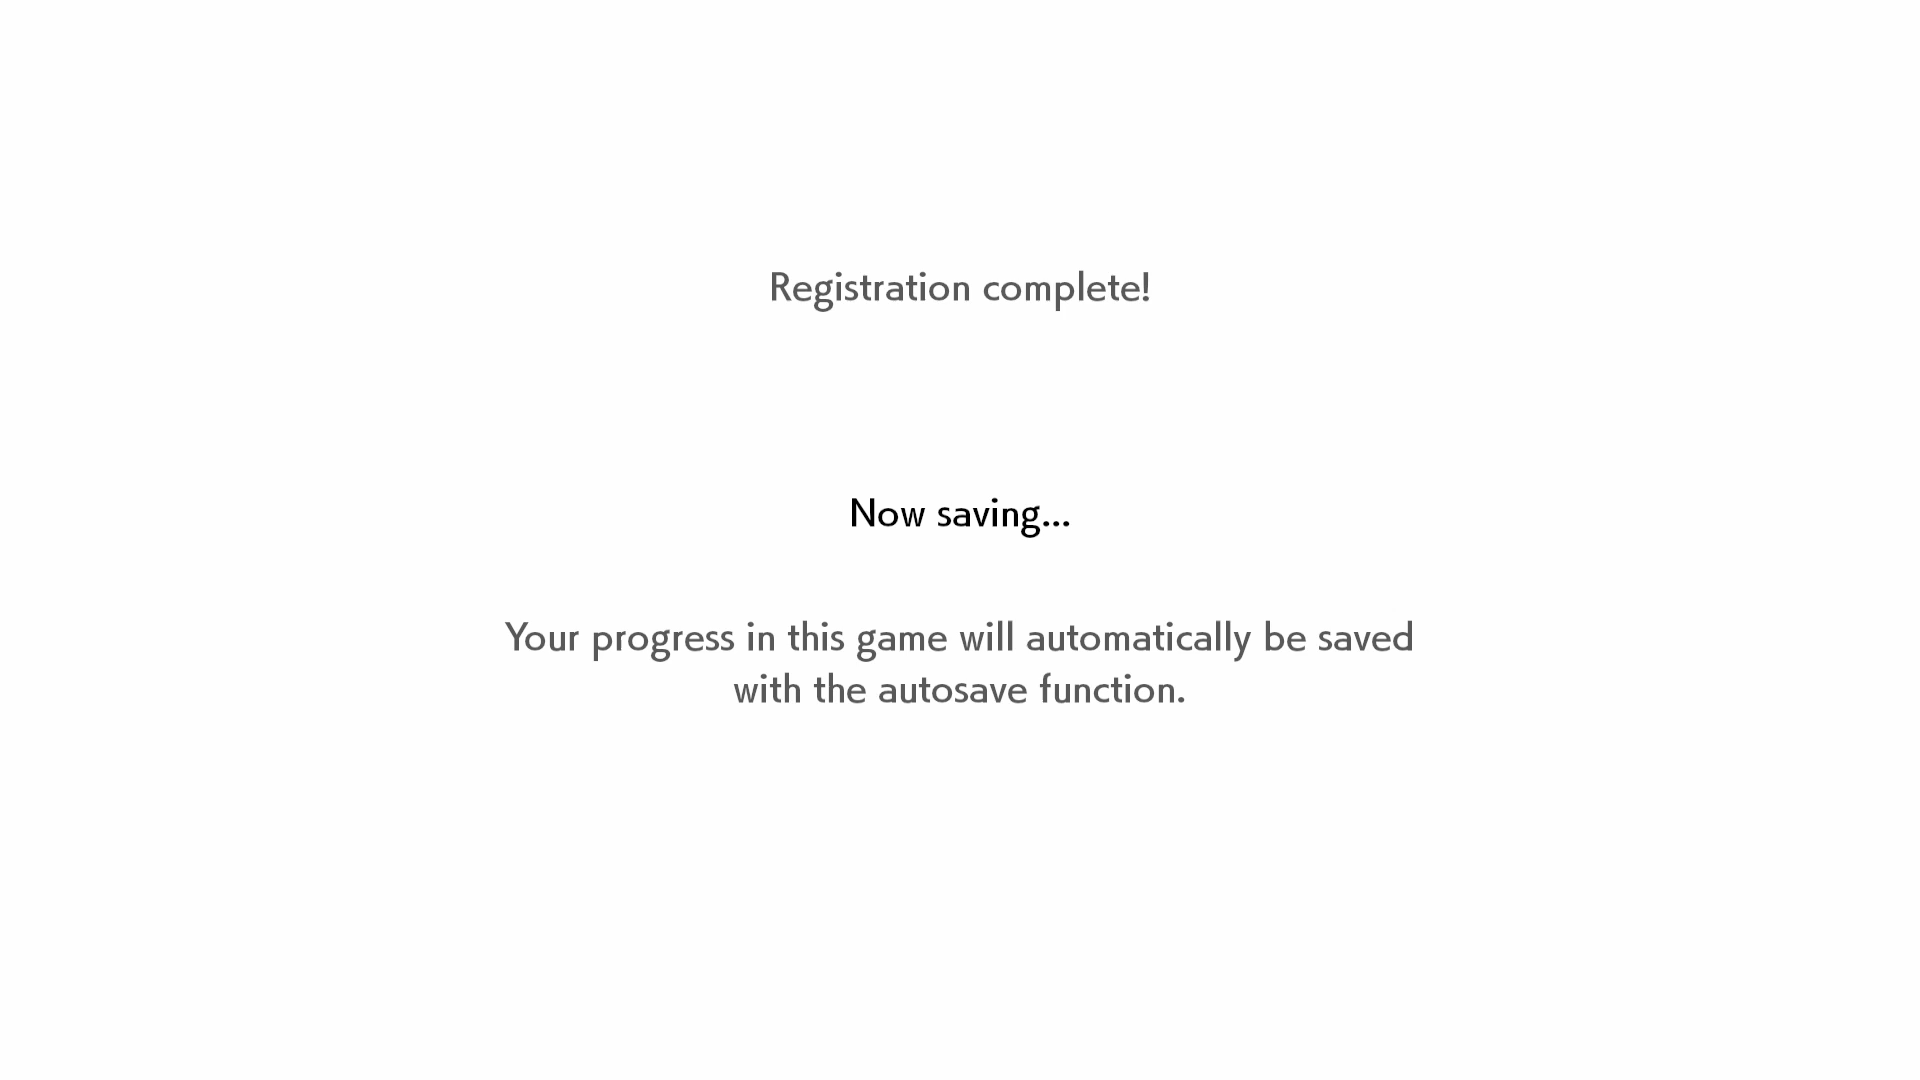 Registration complete!
Now saving...
Your progress in this game will automatically be saved
with the autosave function.